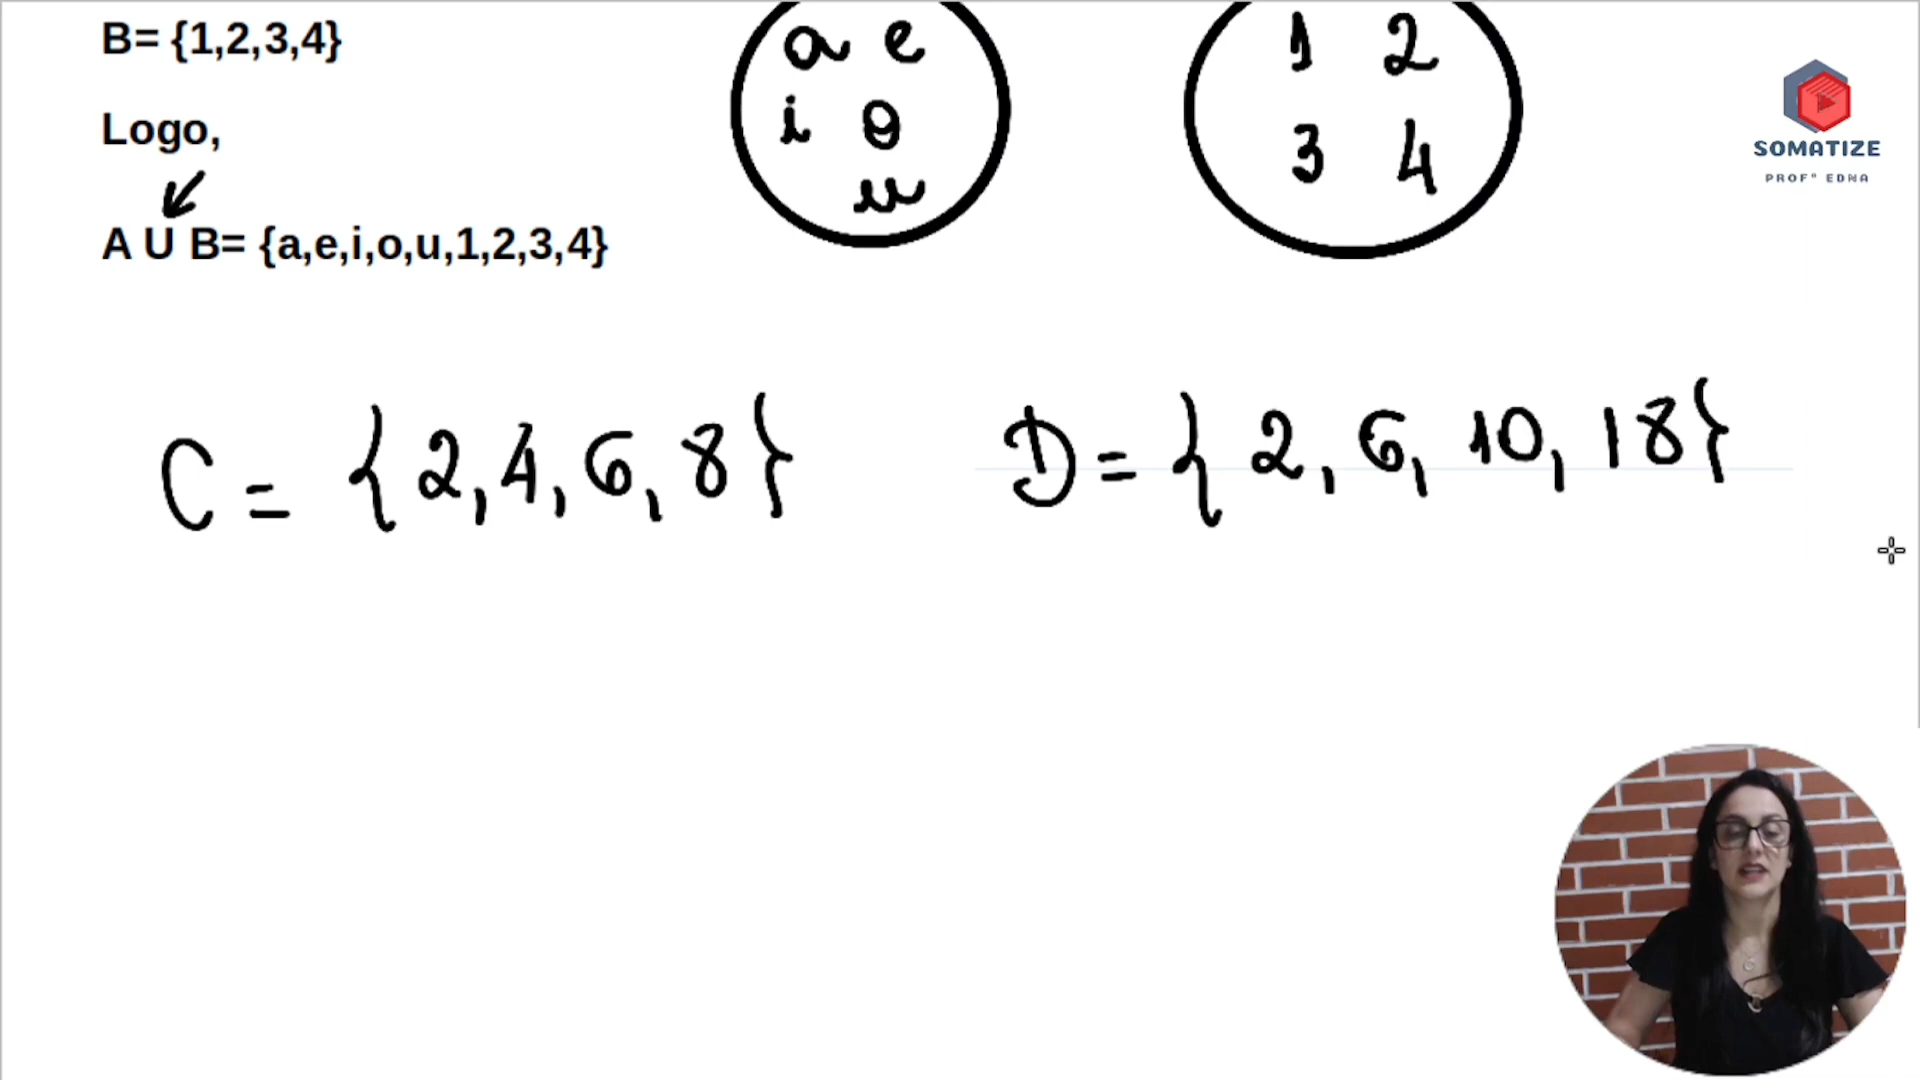 B= {1,2,3,4}
Logo,
A U B= {a,e,i,o,u,1,2,3,4}
a e
i o
u
1 2
3 4
SOMATIZE
PROFª EDNA
C = {2,4,6,8}
D = {2,6,10,18}